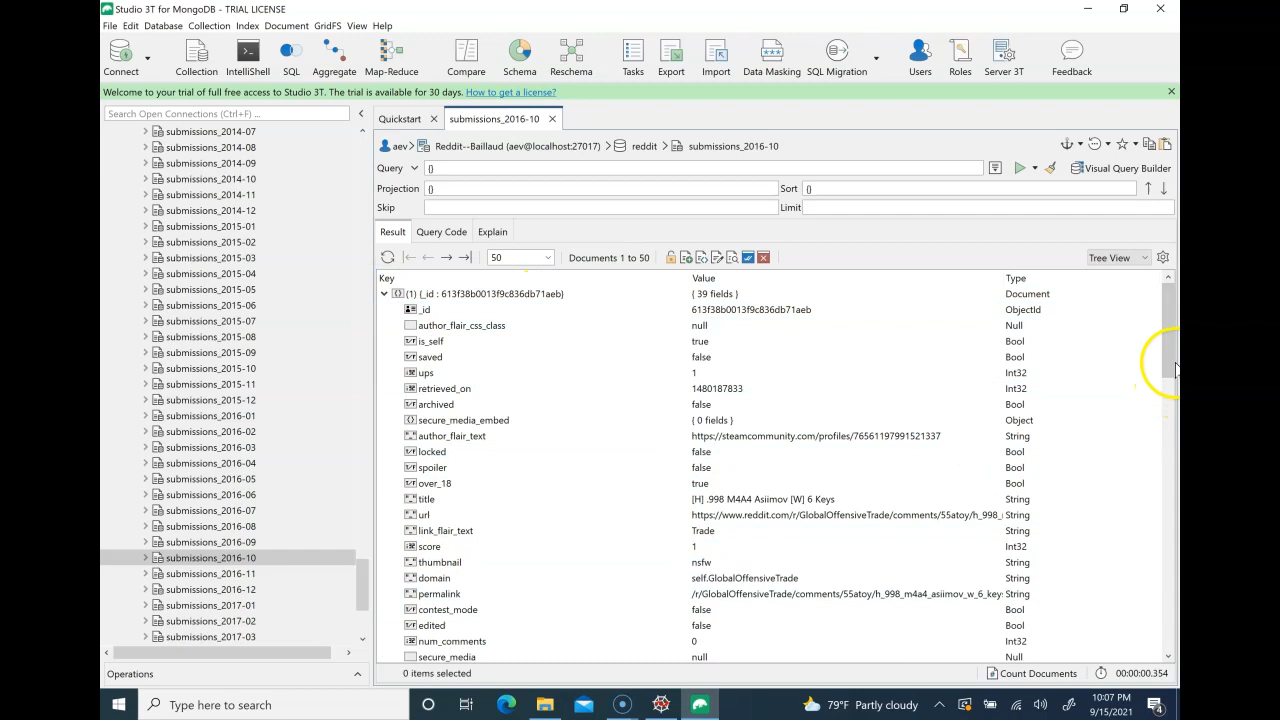 Studio 3T for MongoDB - TRIAL LICENSE
File Edit Database Collection Index Document GridFS View Help
Connect Collection IntelliShell SQL Aggregate Map-Reduce Compare Schema Reschema Tasks Export Import Data Masking SQL Migration Users Roles Server 3T Feedback
Welcome to your trial of full free access to Studio 3T. The trial is available for 30 days. How to get a license?
Search Open Connections (Ctrl+F) ...
submissions_2014-07
submissions_2014-08
submissions_2014-09
submissions_2014-10
submissions_2014-11
submissions_2014-12
submissions_2015-01
submissions_2015-02
submissions_2015-03
submissions_2015-04
submissions_2015-05
submissions_2015-06
submissions_2015-07
submissions_2015-08
submissions_2015-09
submissions_2015-10
submissions_2015-11
submissions_2015-12
submissions_2016-01
submissions_2016-02
submissions_2016-03
submissions_2016-04
submissions_2016-05
submissions_2016-06
submissions_2016-07
submissions_2016-08
submissions_2016-09
submissions_2016-10
submissions_2016-11
submissions_2016-12
submissions_2017-01
submissions_2017-02
submissions_2017-03
Operations
Quickstart submissions_2016-10
aev> Reddit--Baillaud (aev@localhost:27017) > reddit > submissions_2016-10
Query {} Visual Query Builder
Projection {} Sort {}
Skip Limit
Result Query Code Explain
50 Documents 1 to 50 Tree View
Key Value Type
(1) {_id : 613f38b0013f9c836db71aeb} { 39 fields } Document
_id 613f38b0013f9c836db71aeb ObjectId
author_flair_css_class null Null
is_self true Bool
saved false Bool
ups 1 Int32
retrieved_on 1480187833 Int32
archived false Bool
secure_media_embed { 0 fields } Object
author_flair_text https://steamcommunity.com/profiles/76561197991521337 String
locked false Bool
spoiler false Bool
over_18 true Bool
title [H] .998 M4A4 Asiimov [W] 6 Keys String
url https://www.reddit.com/r/GlobalOffensiveTrade/comments/55atoy/h_998_ String
link_flair_text Trade String
score 1 Int32
thumbnail nsfw String
domain self.GlobalOffensiveTrade String
permalink /r/GlobalOffensiveTrade/comments/55atoy/h_998_m4a4_asiimov_w_6_key String
contest_mode false Bool
edited false Bool
num_comments 0 Int32
secure_media null Null
0 items selected Count Documents 00:00:00.354
Type here to search 79°F Partly cloudy 10:07 PM
9/15/2021 4